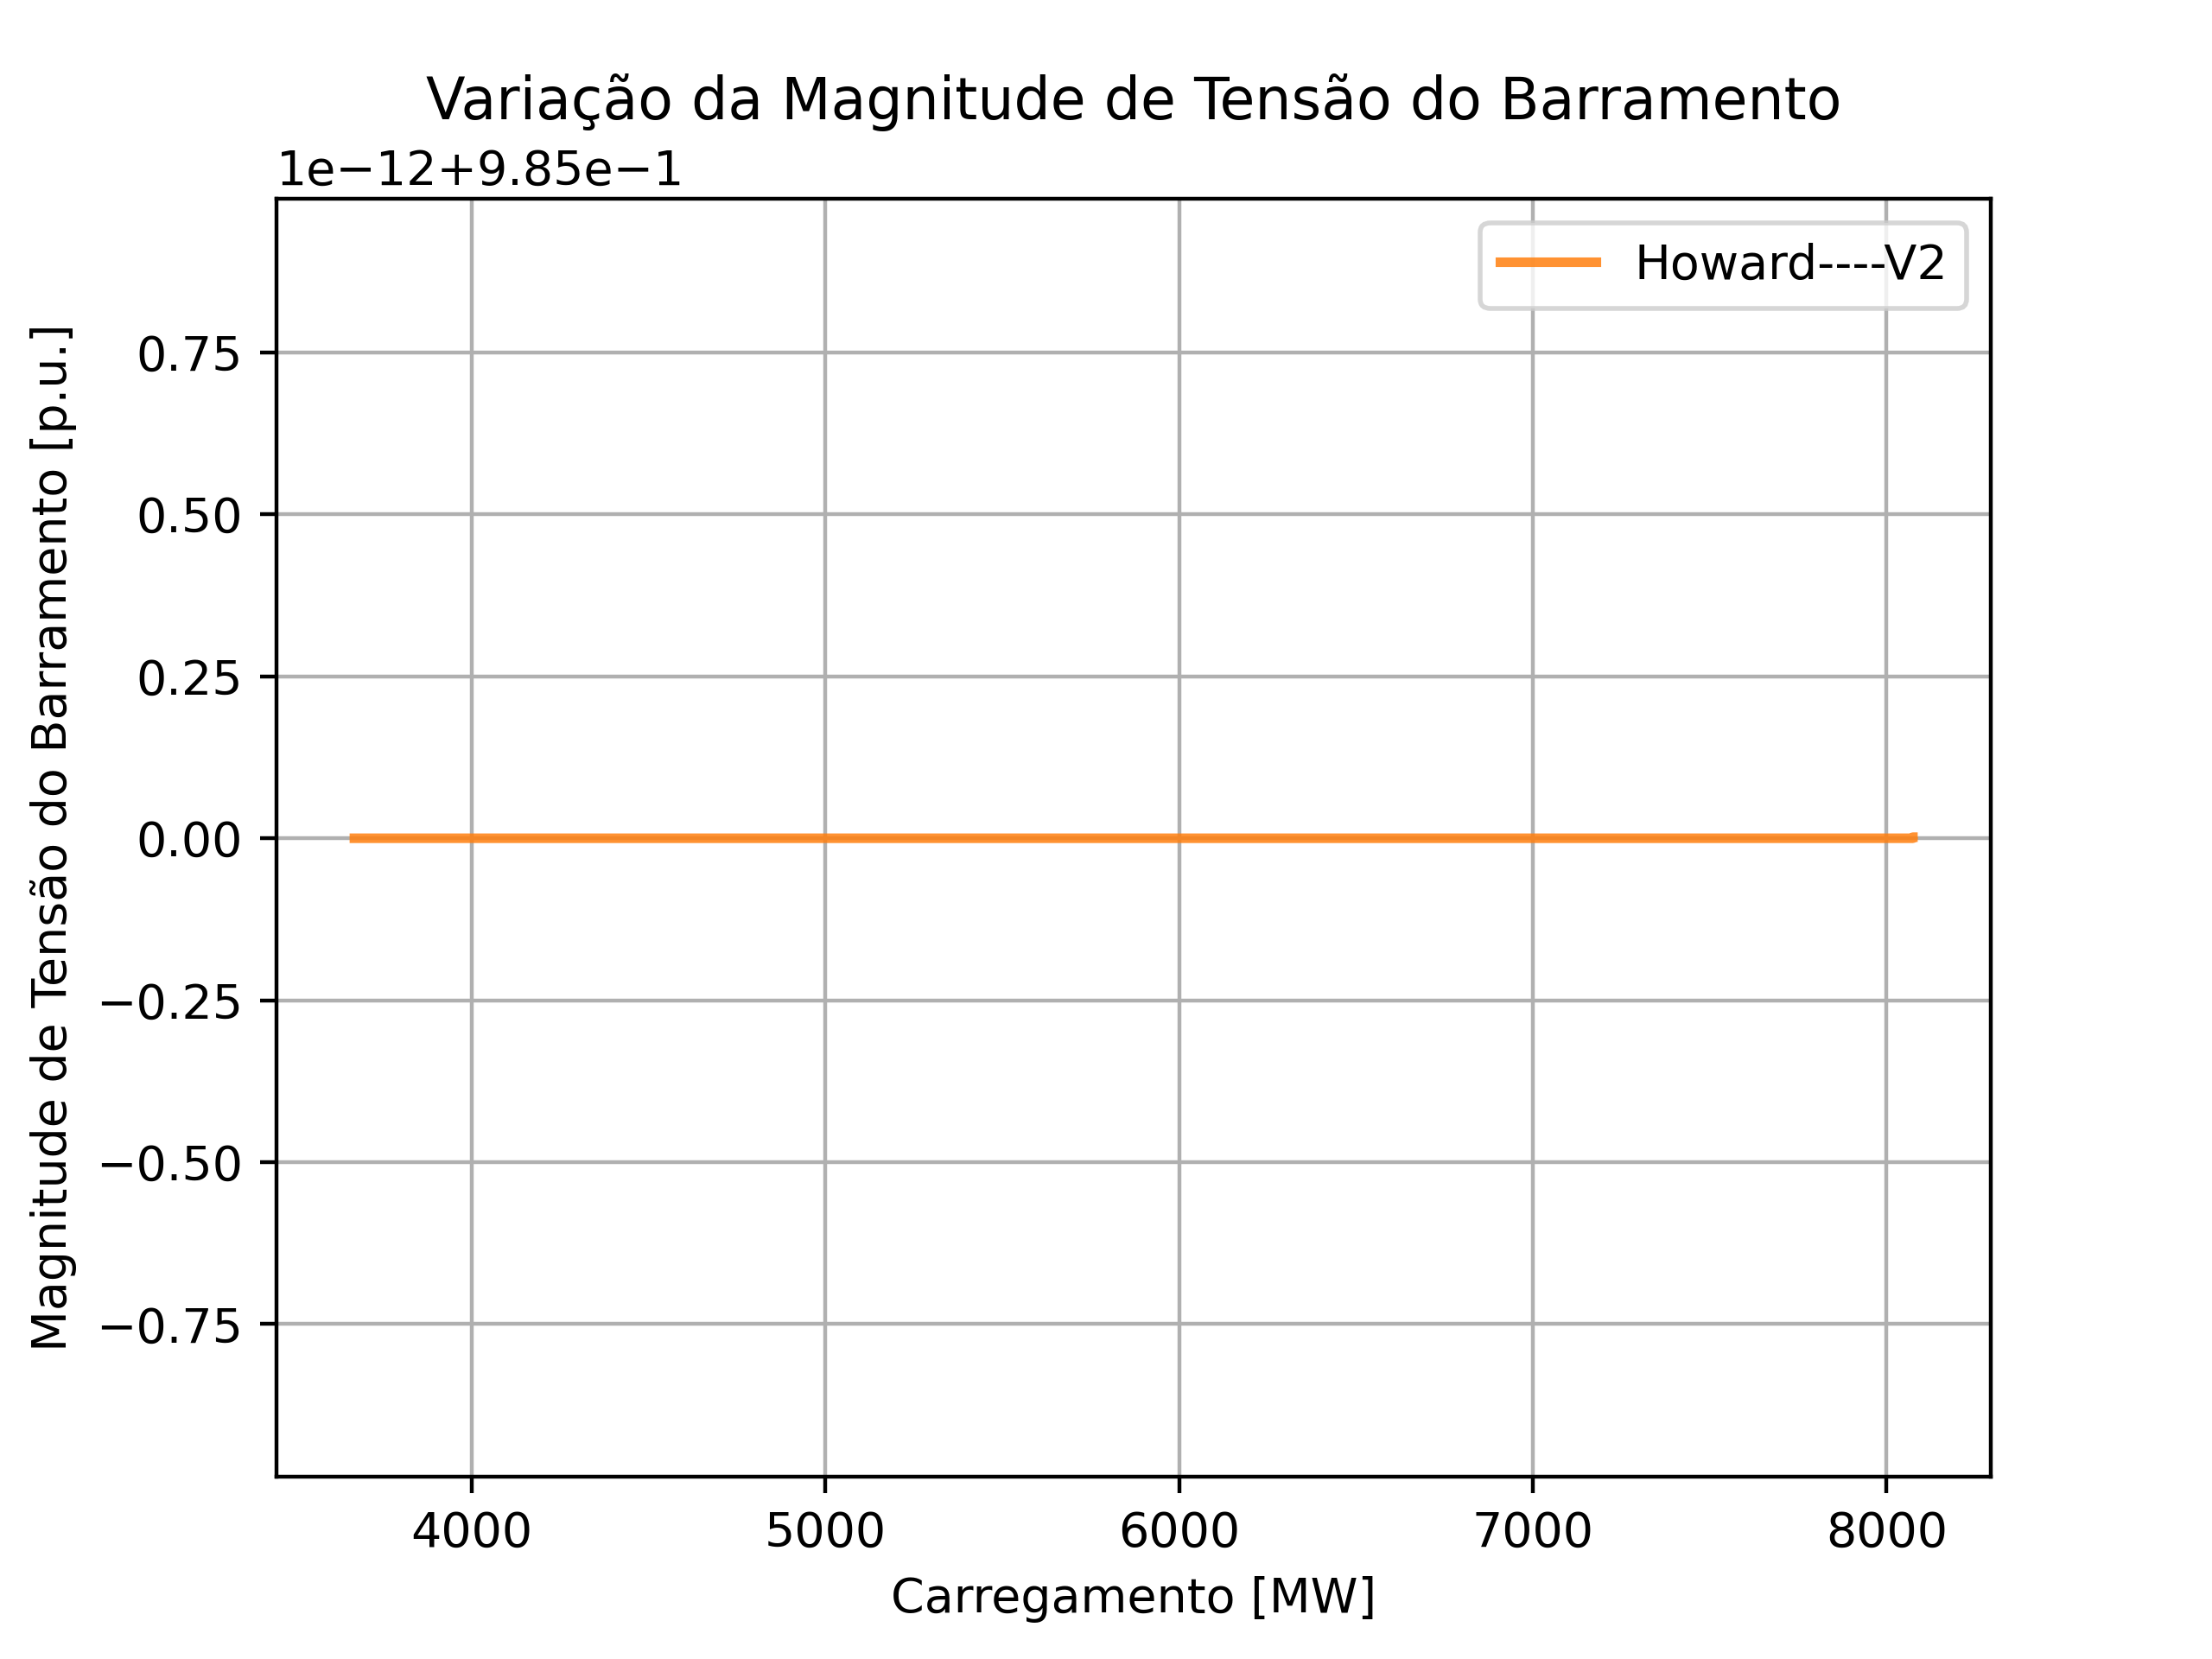 Variação da Magnitude de Tensão do Barramento
1e−12+9.85e−1
Howard----V2
Magnitude de Tensão do Barramento [p.u.]
0.75
0.50
0.25
0.00
−0.25
−0.50
−0.75
4000 5000 6000 7000 8000
Carregamento [MW]